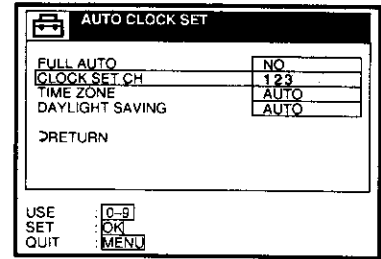 AUTO CLOCK SET
FULL AUTO NO
CLOCK SET CH 123
TIME ZONE AUTO
DAYLIGHT SAVING AUTO
RETURN
USE : 0–9
SET : OK
QUIT : MENU